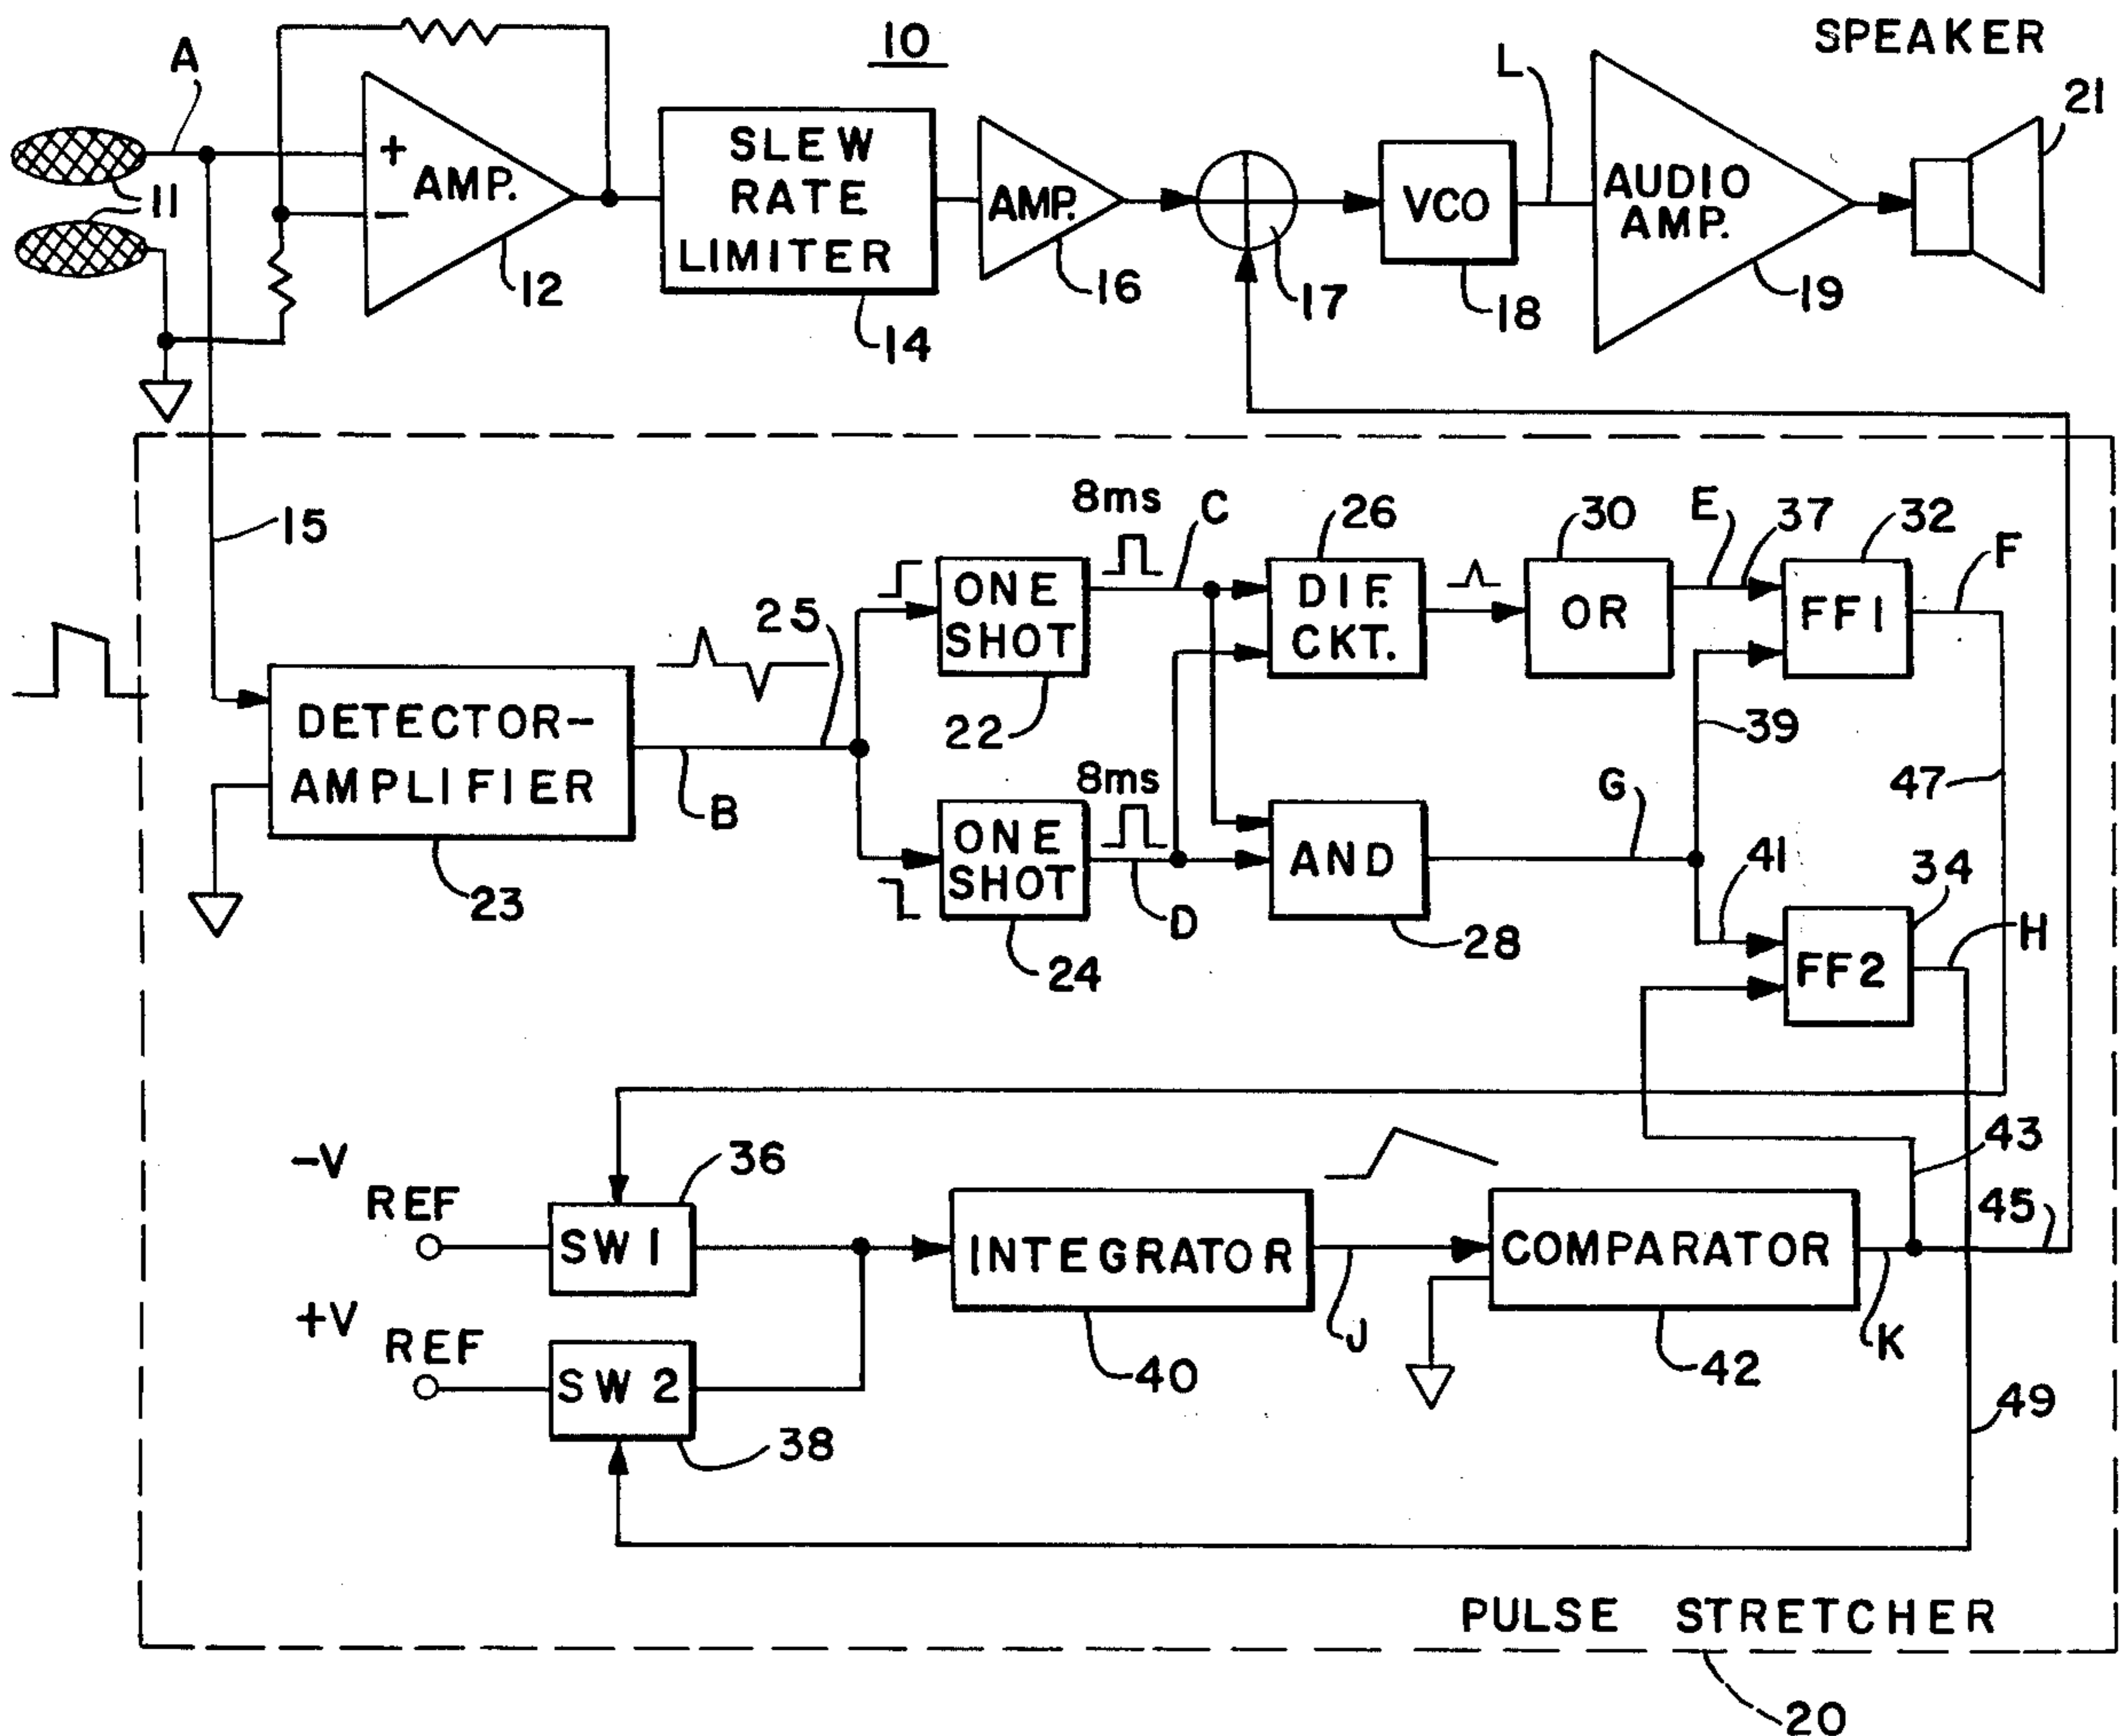 10
SPEAKER
A
L
21
11
+
AMP.
−
12
SLEW
RATE
LIMITER
14
AMP.
16
17
VCO
18
AUDIO
AMP.
19
15
8ms
C
26
30
E
37
32
F
25
ONE
SHOT
22
DIF.
CKT.
OR
FF1
39
47
DETECTOR-
AMPLIFIER
23
B
8ms
ONE
SHOT
24
D
AND
28
G
41
34
H
FF2
43
45
-V
REF
36
SW1
INTEGRATOR
40
J
COMPARATOR
42
K
+V
REF
SW2
38
49
PULSE STRETCHER
20